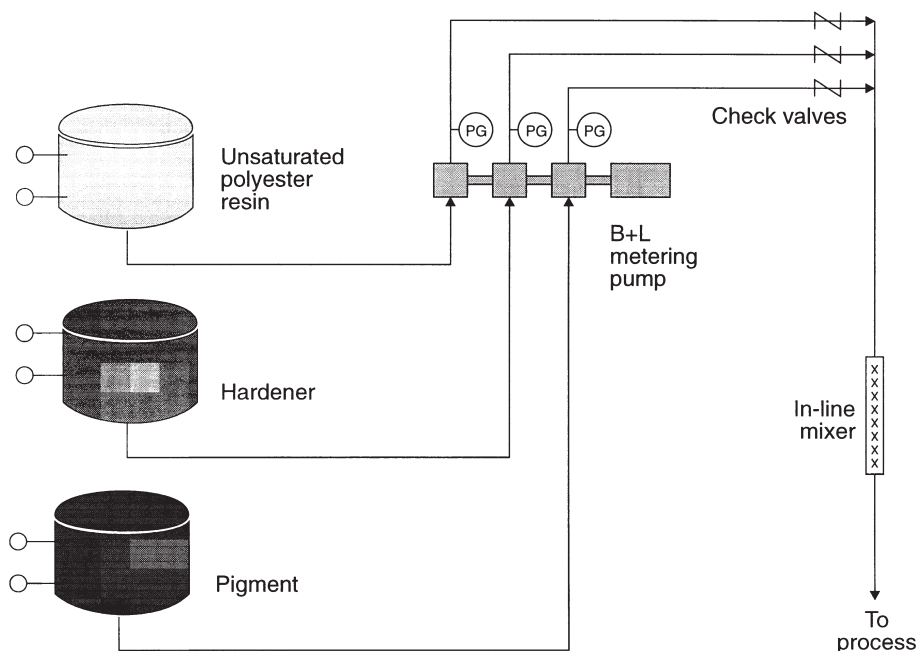 PG
PG
PG
Check valves
Unsaturated
polyester
resin
B+L
metering
pump
Hardener
In-line
mixer
x
x
x
x
x
x
x
x
Pigment
To
process